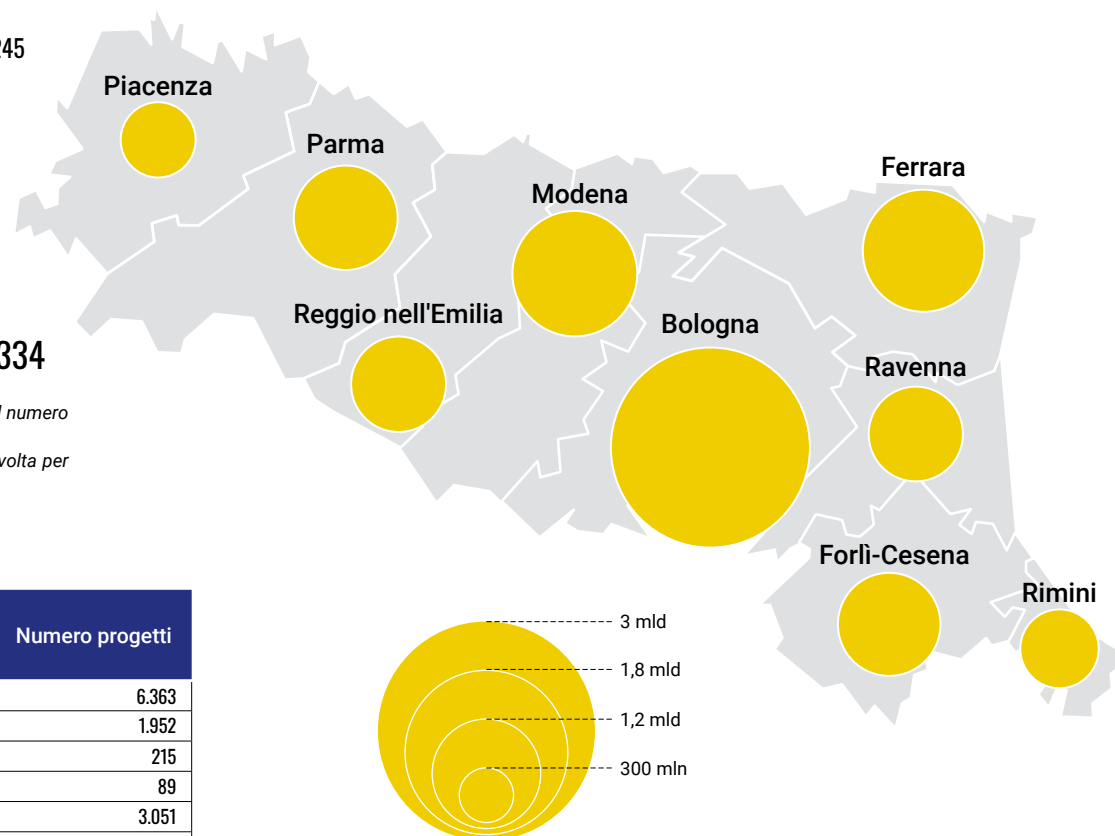 245
Piacenza
Parma
Ferrara
Modena
Reggio nell'Emilia
Bologna
334
Ravenna
numero
volta per
Forlì-Cesena
Rimini
3 mld
Numero progetti
1,8 mld
6.363
1.952
1,2 mld
215
300 mln
89
3.051